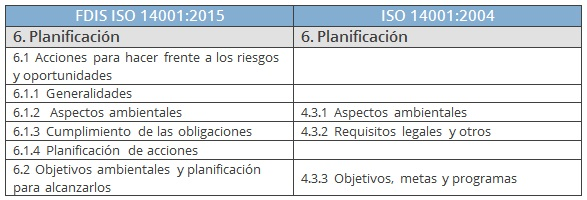 FDIS ISO 14001:2015 ISO 14001:2004
6. Planificación 6. Planificación
6.1 Acciones para hacer frente a los riesgos
y oportunidades
6.1.1 Generalidades
6.1.2 Aspectos ambientales 4.3.1 Aspectos ambientales
6.1.3 Cumplimiento de las obligaciones 4.3.2 Requisitos legales y otros
6.1.4 Planificación de acciones
6.2 Objetivos ambientales y planificación
para alcanzarlos 4.3.3 Objetivos, metas y programas